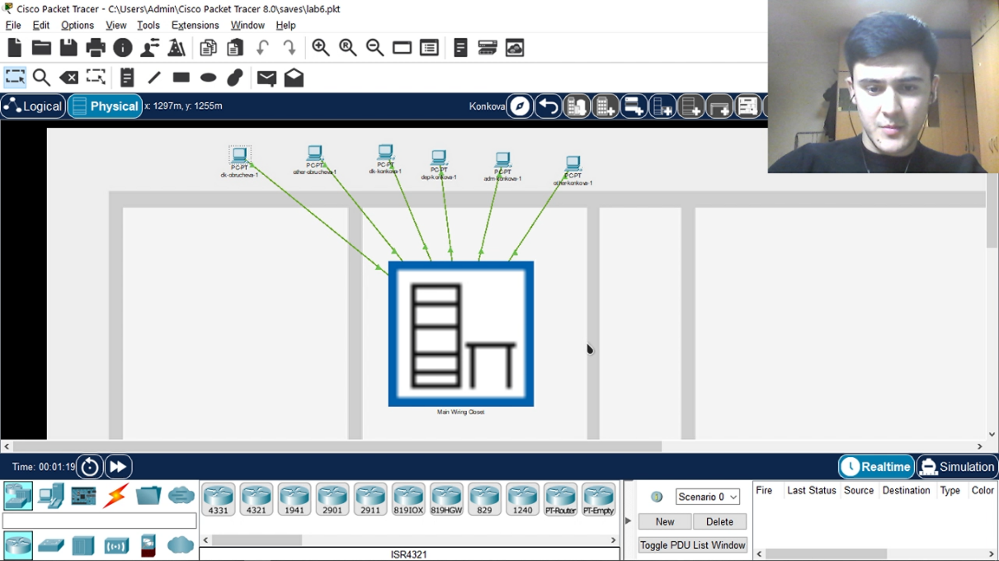 Cisco Packet Tracer - C:\Users\Admin\Cisco Packet Tracer 8.0\saves\lab6.pkt
File Edit Options View Tools Extensions Window Help
Logical Physical x: 1297m, y: 1255m Konkova
PC-PT PC-PT PC-PT PC-PT PC-PT PC-PT
dk-obrucheva-1 other-obrucheva-1 dk-konkova-1 dep-konkova-1 adm-konkova-1 other-konkova-1
Main Wiring Closet
Time: 00:01:19 Realtime Simulation
4331 4321 1941 2901 2911 819IOX 819HGW 829 1240 PT-Router PT-Empty
ISR4321
Scenario 0
New Delete
Toggle PDU List Window
Fire Last Status Source Destination Type Color